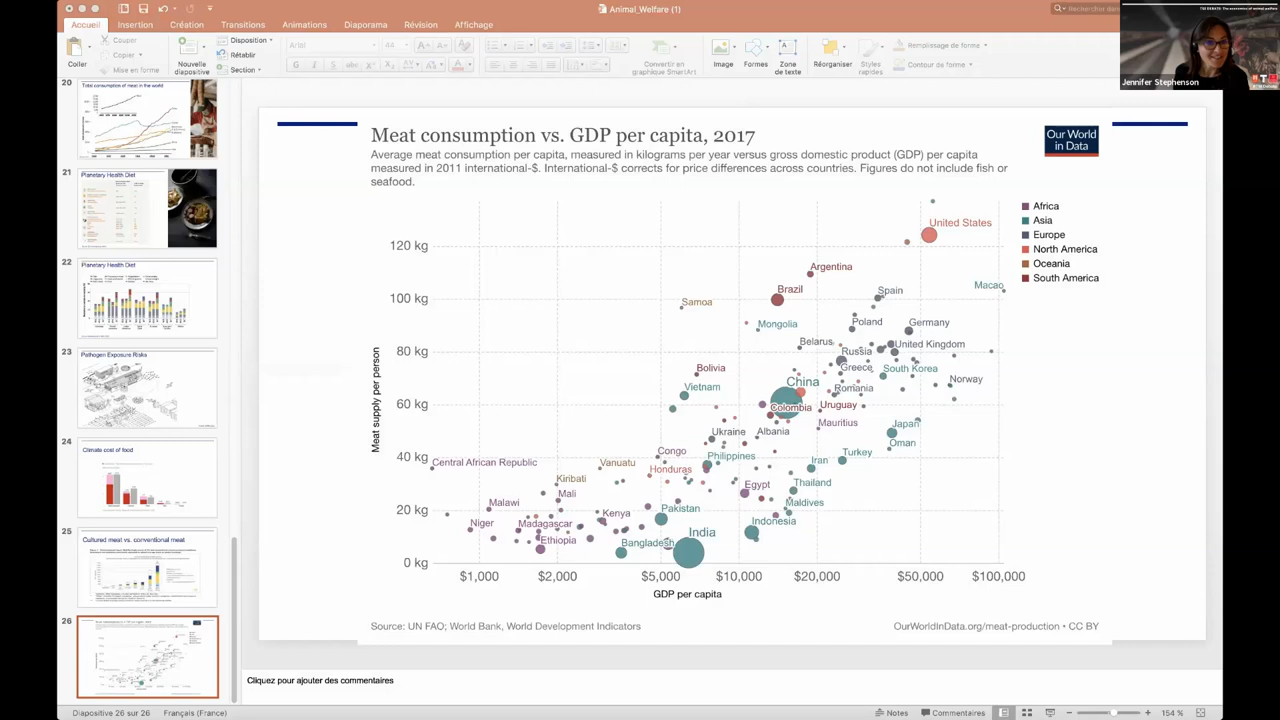 Animal_Welfare (1)
Rechercher dans
Accueil
Insertion
Création
Transitions
Animations
Diaporama
Révision
Affichage
Coller
Couper
Copier
Mise en forme
Nouvelle
diapositive
Disposition
Rétablir
Section
Arial
44
Convertir en
graphique SmartArt
Image
Formes
Zone
de texte
Réorganiser
Styles
rapides
Remplissage de forme
Contour de forme
THE DEBATE: The economics of animal welfare
Jennifer Stephenson
20
Total consumption of meat in the world
21
Planetary Health Diet
22
Planetary Health Diet
23
Pathogen Exposure Risks
24
Climate cost of food
25
Cultured meat vs. conventional meat
26
Meat consumption vs. GDP per capita, 2017
Average meat consumption per capita, measured in kilograms per year versus gross domestic product (GDP) per capita
measured in 2011 international-$. International-$ corrects for price differences across countries. Figures do not include fish or
seafood.
Our World
in Data
Africa
Asia
Europe
North America
Oceania
South America
Meat supply per person
120 kg
100 kg
80 kg
60 kg
40 kg
20 kg
0 kg
United States
Argentina
Macao
Brazil
Spain
Samoa
Mongolia
Poland
Germany
Belarus
United Kingdom
Russia
Bolivia
Greece
South Korea
Vietnam
China
Romania
Norway
Colombia
Uruguay
Mauritius
Japan
Ukraine
Albania
Oman
Congo
Philippines
Turkey
Central African Republic
Vanuatu
Honduras
Iran
Kiribati
Egypt
Thailand
Mali
Malawi
Maldives
Pakistan
Kenya
Niger
Madagascar
Indonesia
India
Ethiopia
Bangladesh
$1,000
$5,000
$10,000
$20,000
$50,000
$100,000
GDP per capita
Source: UN FAO, World Bank, World Development Indicators
OurWorldInData.org/meat-production • CC BY
Cliquez pour ajouter des commentaires
Diapositive 26 sur 26
Français (France)
Notes
Commentaires
154 %